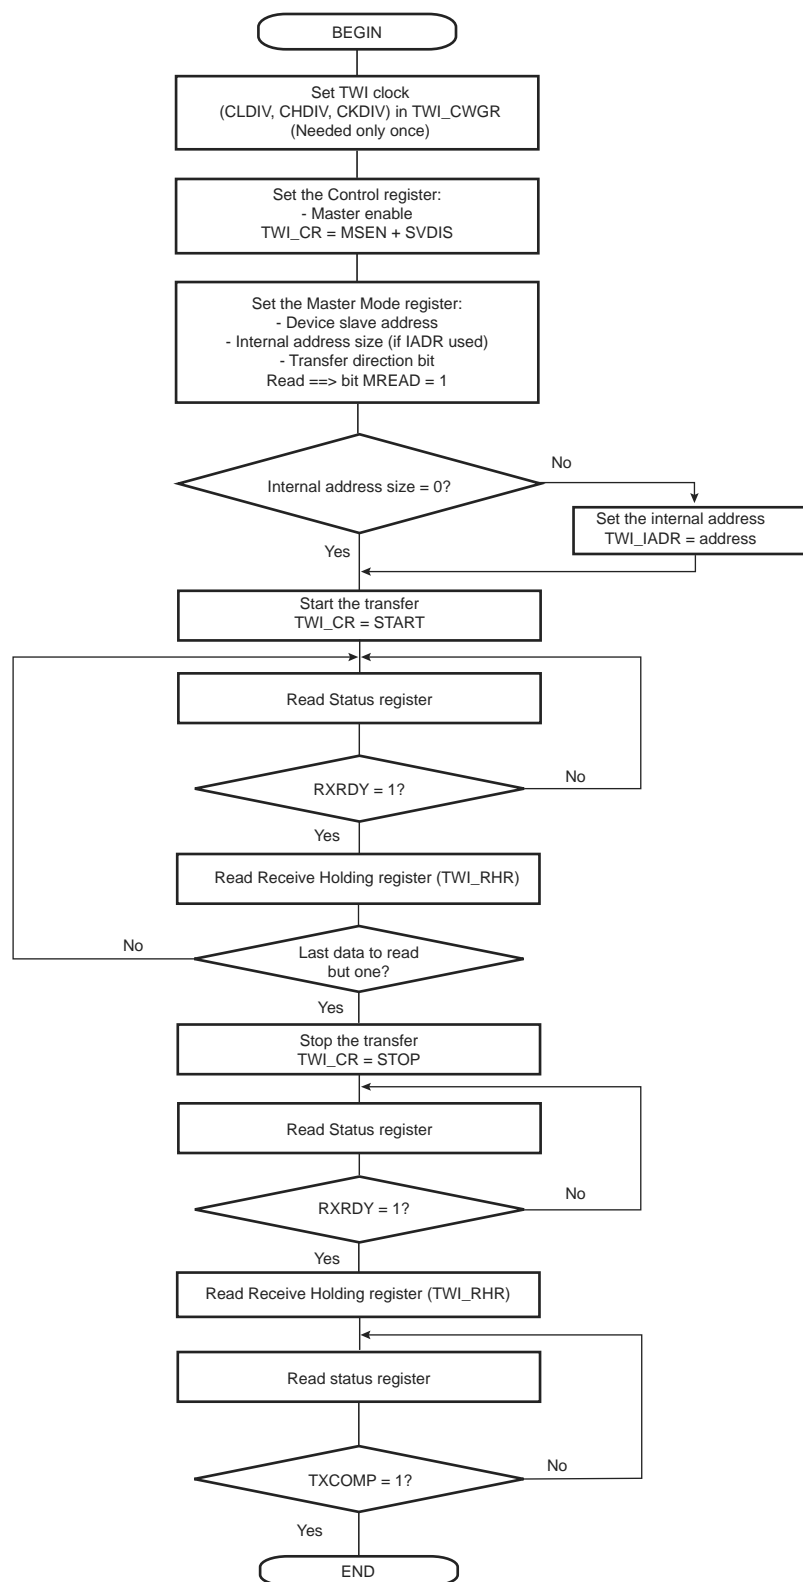 BEGIN
Set TWI clock
(CLDIV, CHDIV, CKDIV) in TWI_CWGR
(Needed only once)
Set the Control register:
- Master enable
TWI_CR = MSEN + SVDIS
Set the Master Mode register:
- Device slave address
- Internal address size (if IADR used)
- Transfer direction bit
Read ==> bit MREAD = 1
Internal address size = 0?
No
Set the internal address
TWI_IADR = address
Yes
Start the transfer
TWI_CR = START
Read Status register
RXRDY = 1?
No
Yes
Read Receive Holding register (TWI_RHR)
No
Last data to read
but one?
Yes
Stop the transfer
TWI_CR = STOP
Read Status register
RXRDY = 1?
No
Yes
Read Receive Holding register (TWI_RHR)
Read status register
TXCOMP = 1?
No
Yes
END